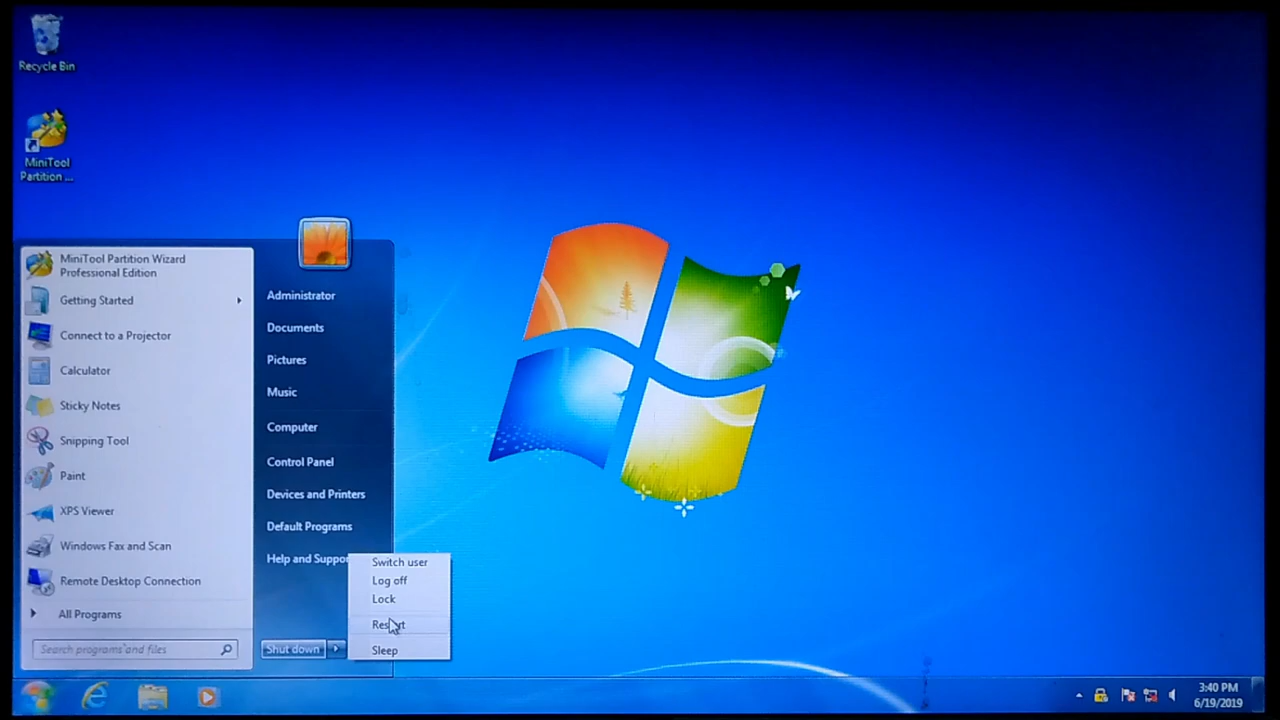 Recycle Bin
MiniTool
Partition ...
MiniTool Partition Wizard
Professional Edition
Getting Started
Connect to a Projector
Calculator
Sticky Notes
Snipping Tool
Paint
XPS Viewer
Windows Fax and Scan
Remote Desktop Connection
All Programs
Search programs and files
Administrator
Documents
Pictures
Music
Computer
Control Panel
Devices and Printers
Default Programs
Help and Suppo
Shut down
Switch user
Log off
Lock
Restart
Sleep
3:40 PM
6/19/2019